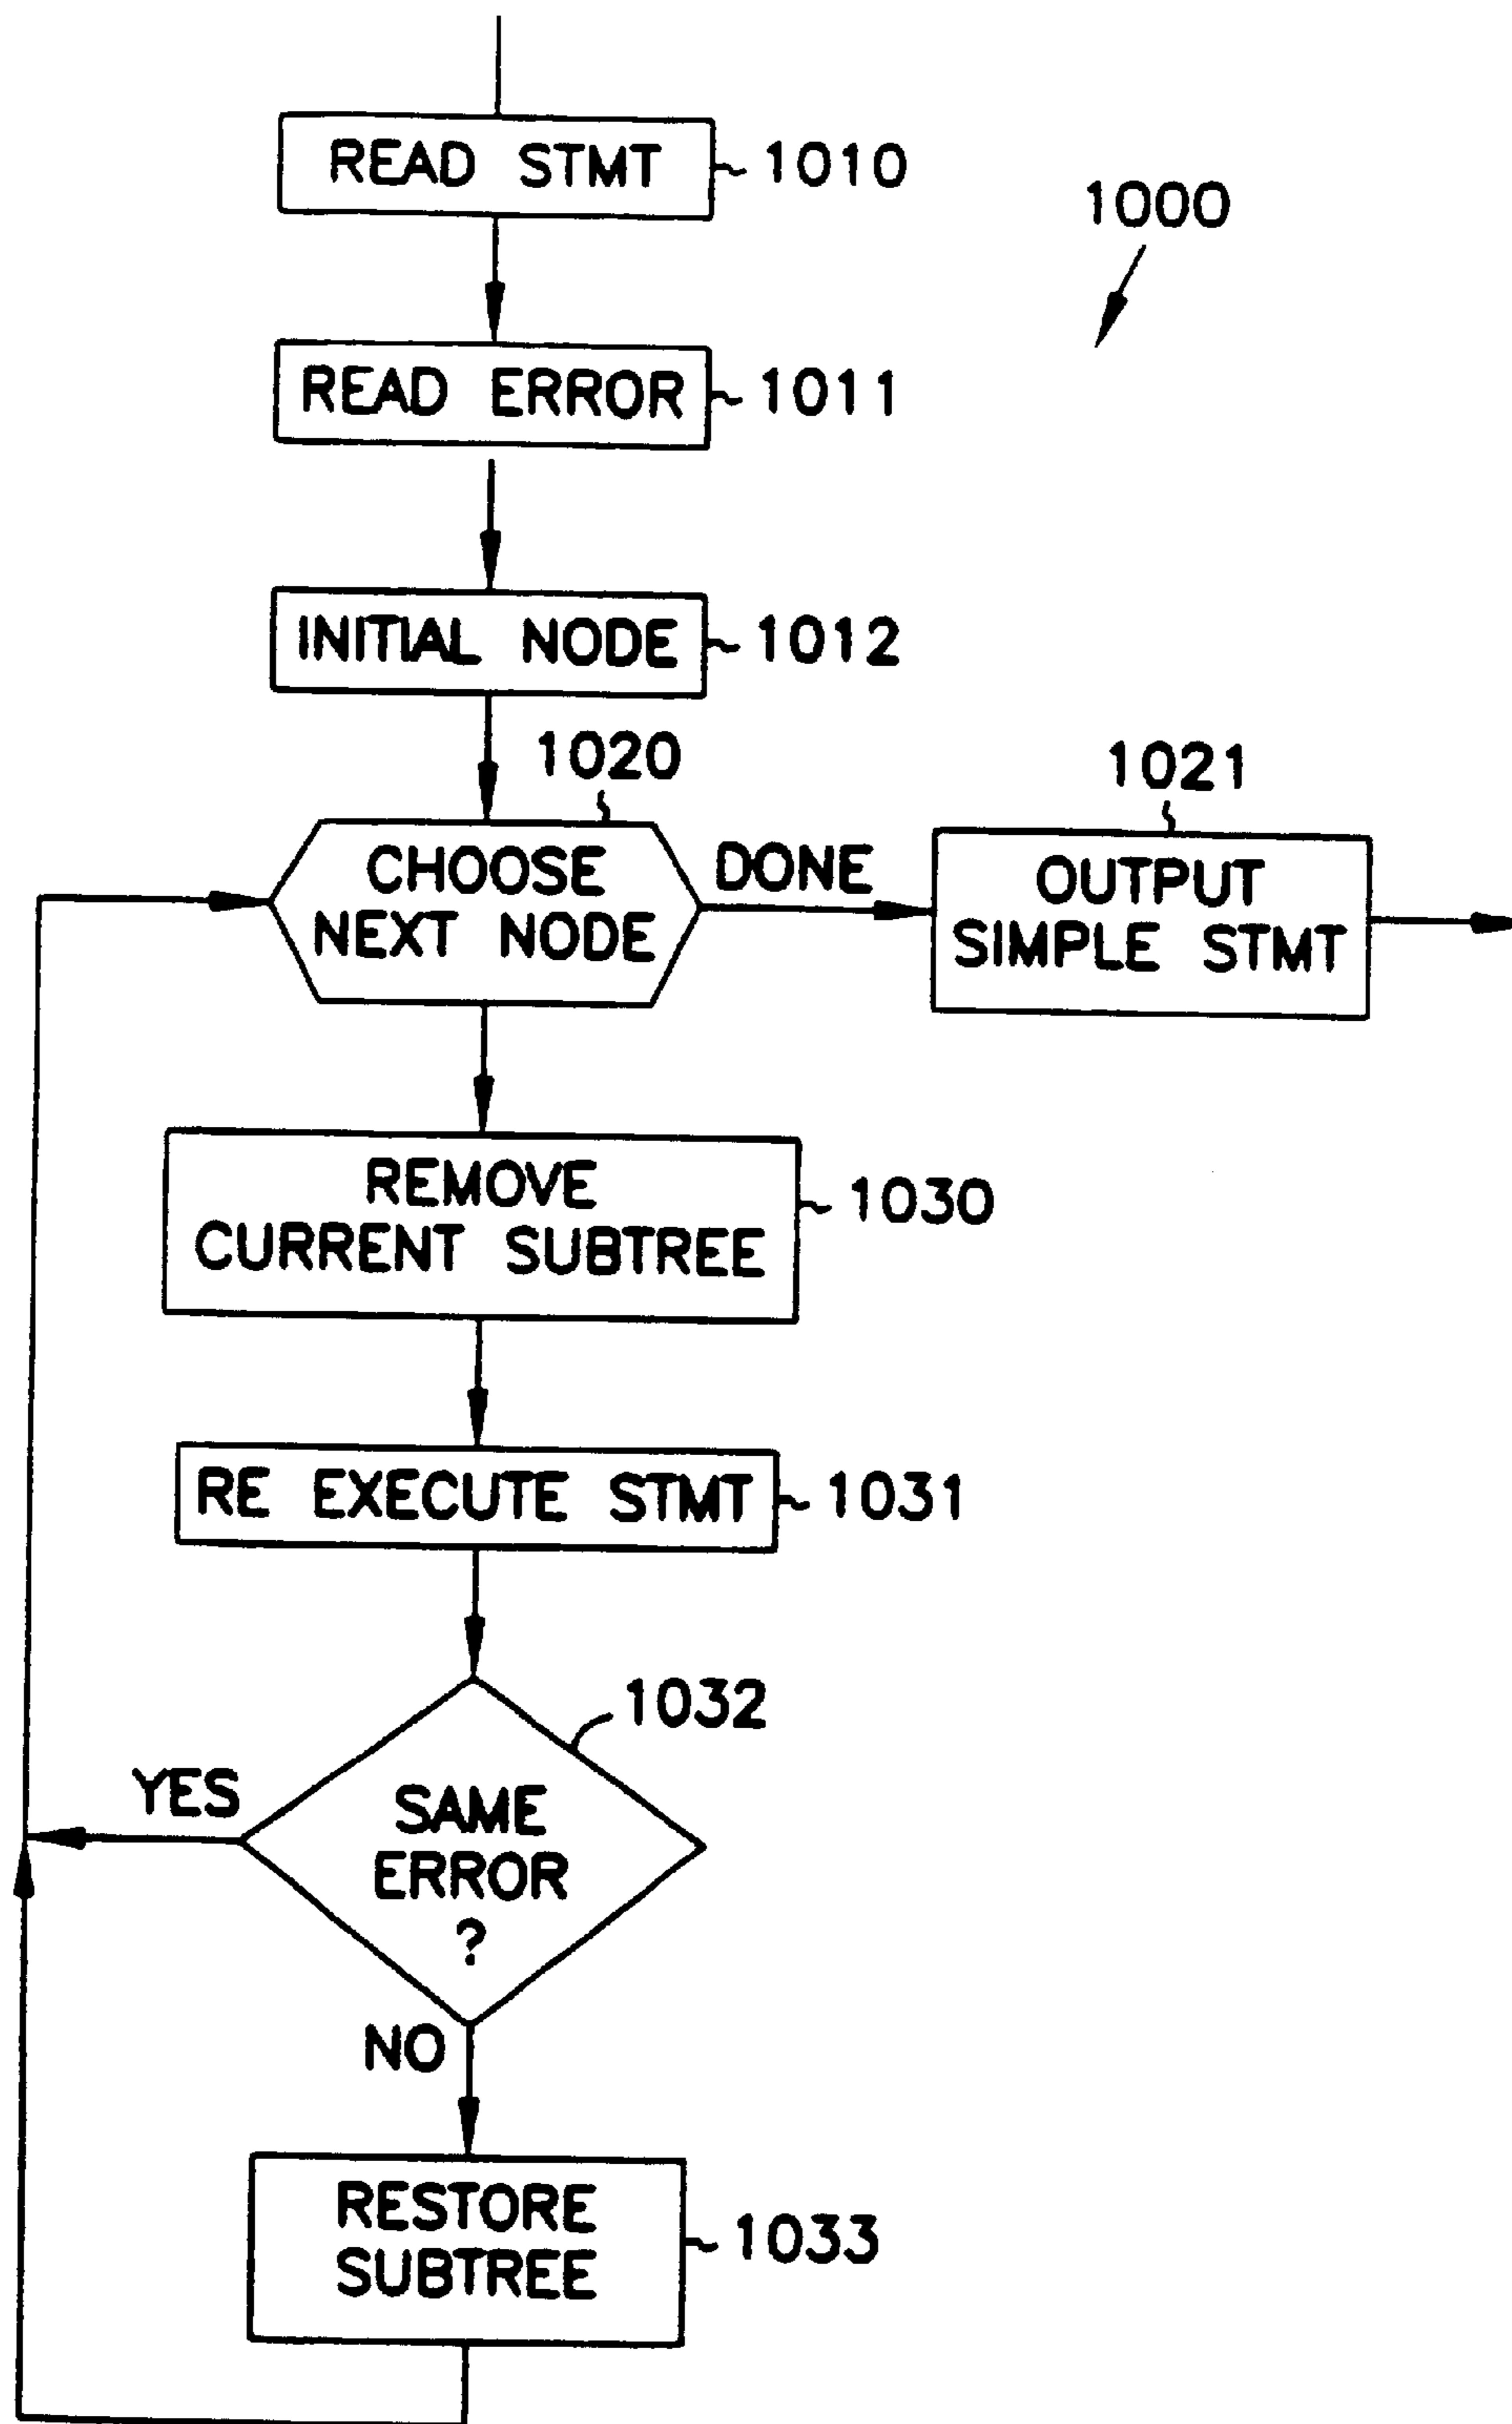 READ STMT
1010
1000
READ ERROR
1011
INITIAL NODE
1012
1020
1021
CHOOSE
NEXT NODE
DONE
OUTPUT
SIMPLE STMT
REMOVE
CURRENT SUBTREE
1030
RE EXECUTE STMT
1031
1032
YES
SAME
ERROR
?
NO
RESTORE
SUBTREE
1033